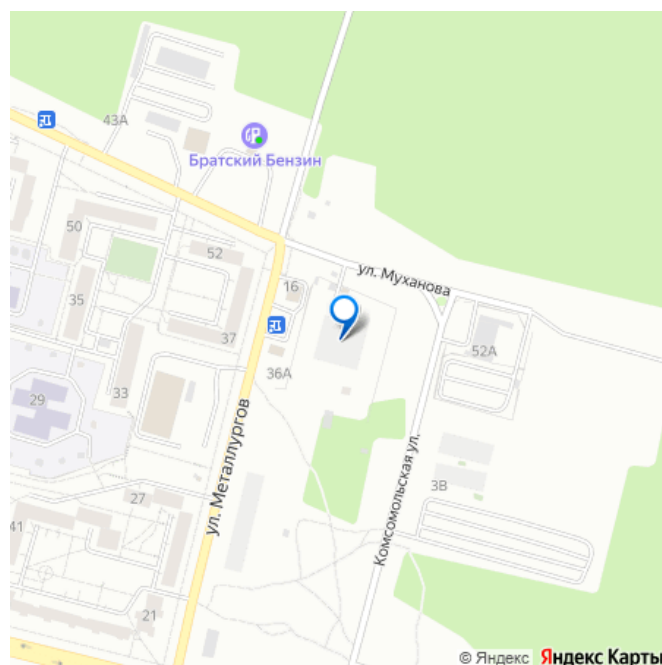 43А
Братский Бензин
50
52
ул. Муханова
16
35
37
52А
36А
33
29
ул. Металлургов
Комсомольская ул.
3В
27
41
21
© Яндекс Яндекс Карты